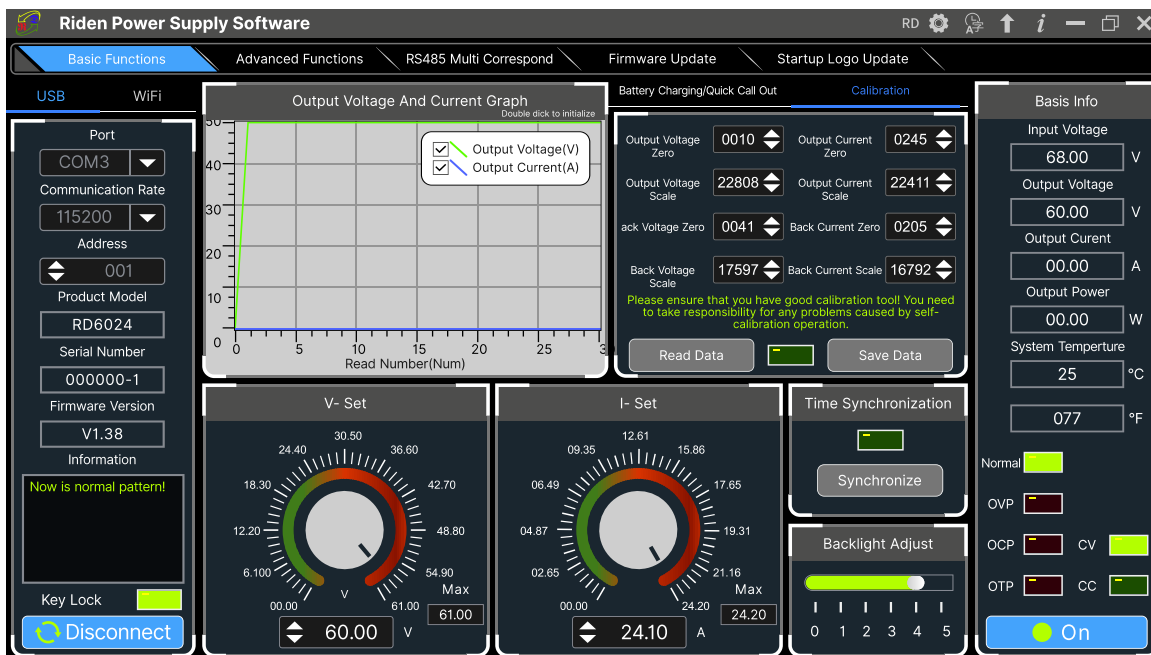 Riden Power Supply Software
RD
Basic Functions
Advanced Functions
RS485 Multi Correspond
Firmware Update
Startup Logo Update
USB
WiFi
Port
COM3
Communication Rate
115200
Address
001
Product Model
RD6024
Serial Number
000000-1
Firmware Version
V1.38
Information
Now is normal pattern!
Key Lock
Disconnect
Output Voltage And Current Graph
Double dick to initialize
50
40
30
20
10
0
Output Voltage(V)
Output Current(A)
0 5 10 15 20 25 3
Read Number(Num)
Battery Charging/Quick Call Out
Calibration
Output Voltage
Zero
0010
Output Current
Zero
0245
Output Voltage
Scale
22808
Output Current
Scale
22411
ack Voltage Zero
0041
Back Current Zero
0205
Back Voltage
Scale
17597
Back Current Scale
16792
Please ensure that you have good calibration tool! You need
to take responsibility for any problems caused by self-
calibration operation.
Read Data
Save Data
V- Set
00.00
6.100
12.20
18.30
24.40
30.50
36.60
42.70
48.80
54.90
61.00
V
Max
61.00
60.00 V
I- Set
00.00
02.65
04.87
06.49
09.35
12.61
15.86
17.65
19.31
21.16
24.20
Max
24.20
24.10 A
Time Synchronization
Synchronize
Backlight Adjust
0 1 2 3 4 5
Basis Info
Input Voltage
68.00 V
Output Voltage
60.00 V
Output Curent
00.00 A
Output Power
00.00 W
System Temperture
25 °C
077 °F
Normal
OVP
OCP CV
OTP CC
On